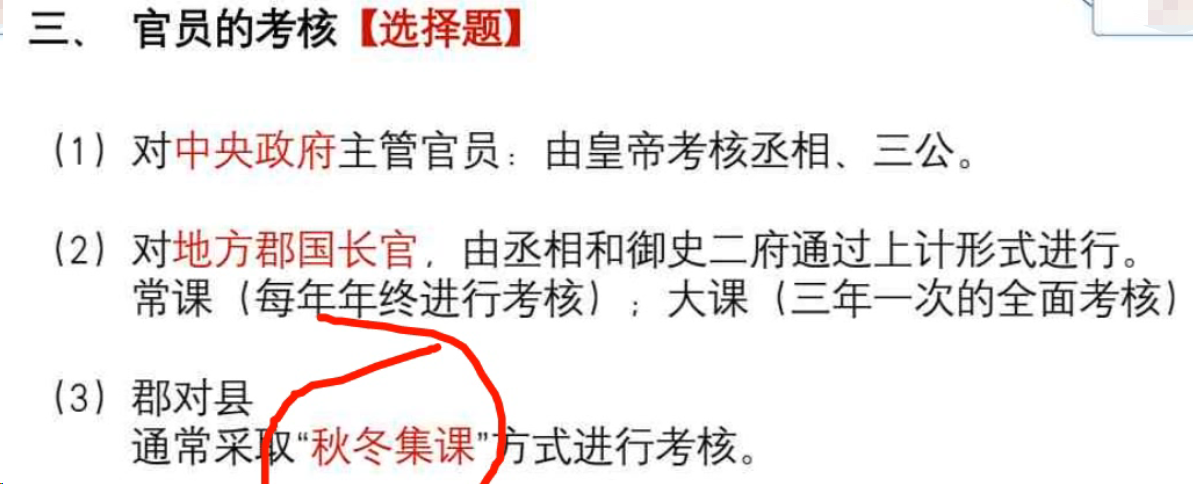 三、 官员的考核【选择题】
（1）对中央政府主管官员：由皇帝考核丞相、三公。
（2）对地方郡国长官，由丞相和御史二府通过上计形式进行。
常课（每年年终进行考核）；大课（三年一次的全面考核）
（3）郡对县
通常采取“秋冬集课”方式进行考核。